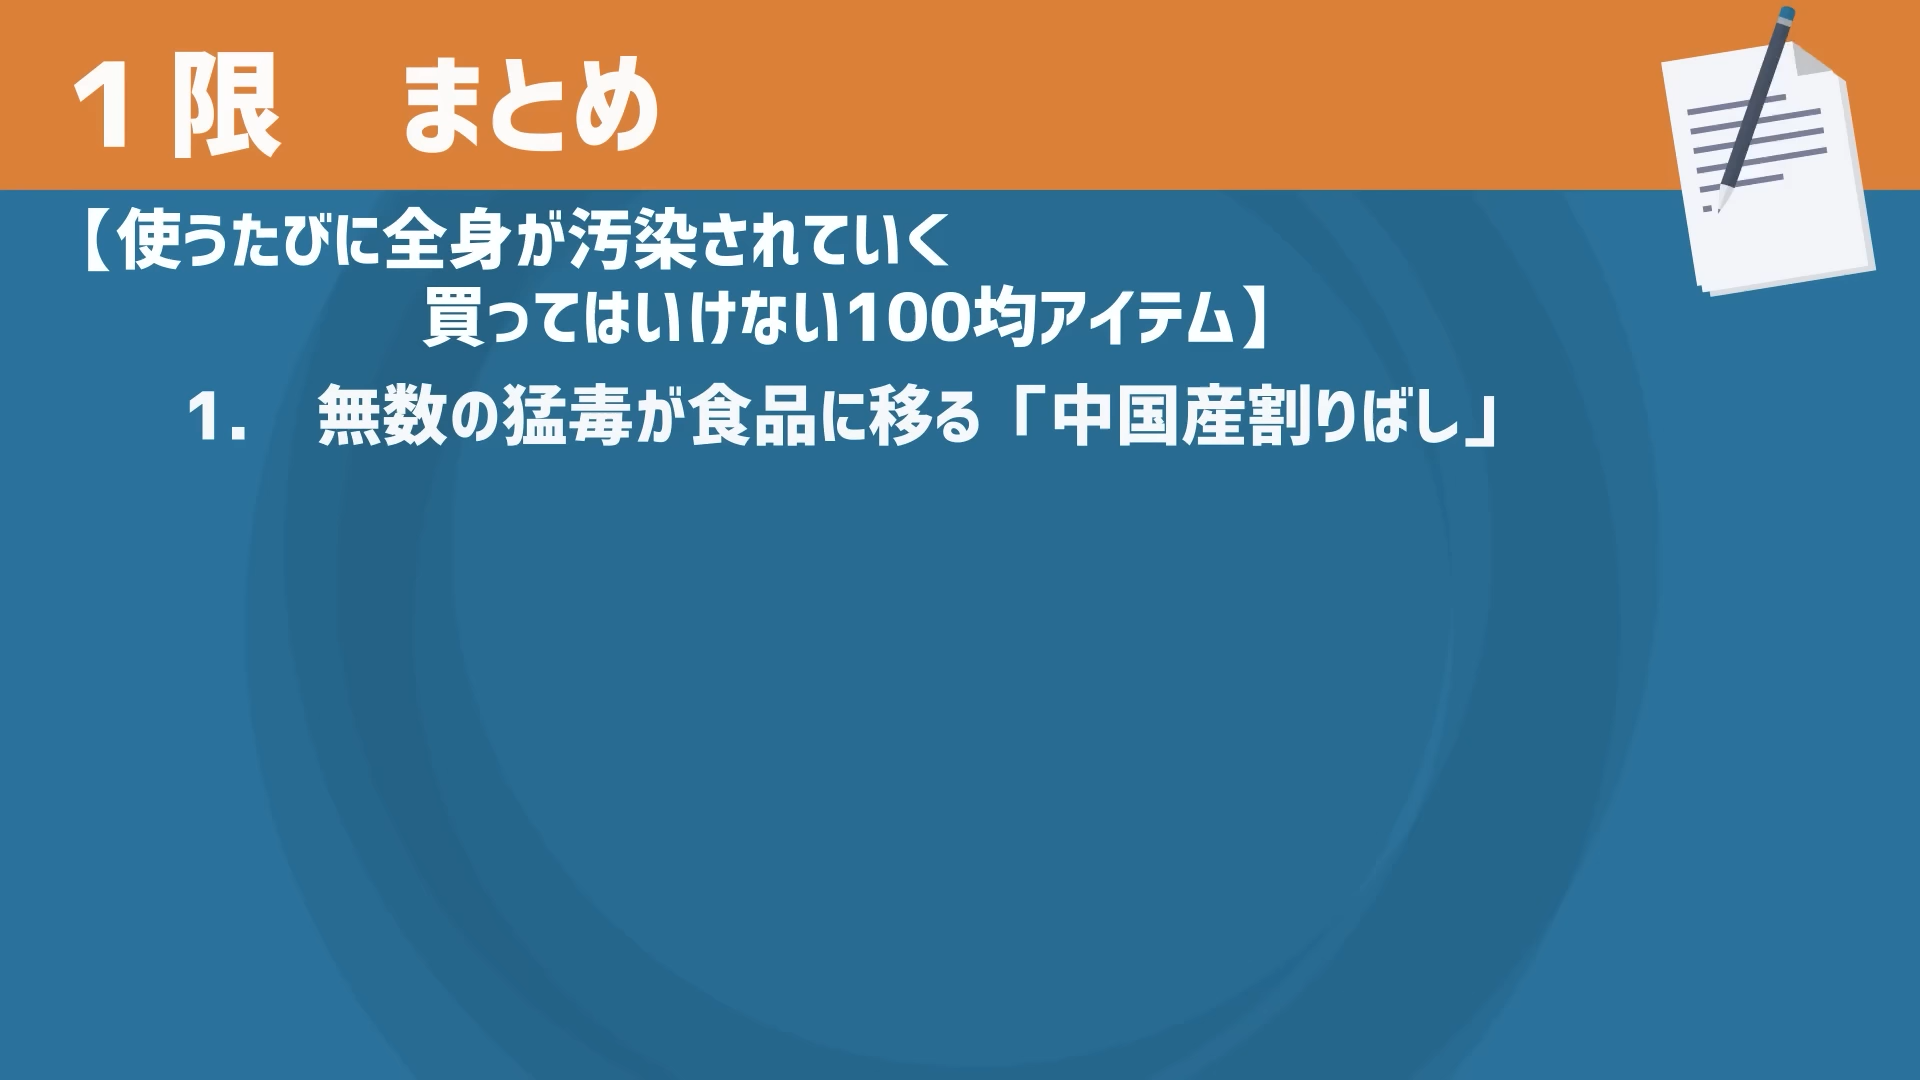 1限　まとめ
【使うたびに全身が汚染されていく
買ってはいけない100均アイテム】
1.　無数の猛毒が食品に移る「中国産割りばし」